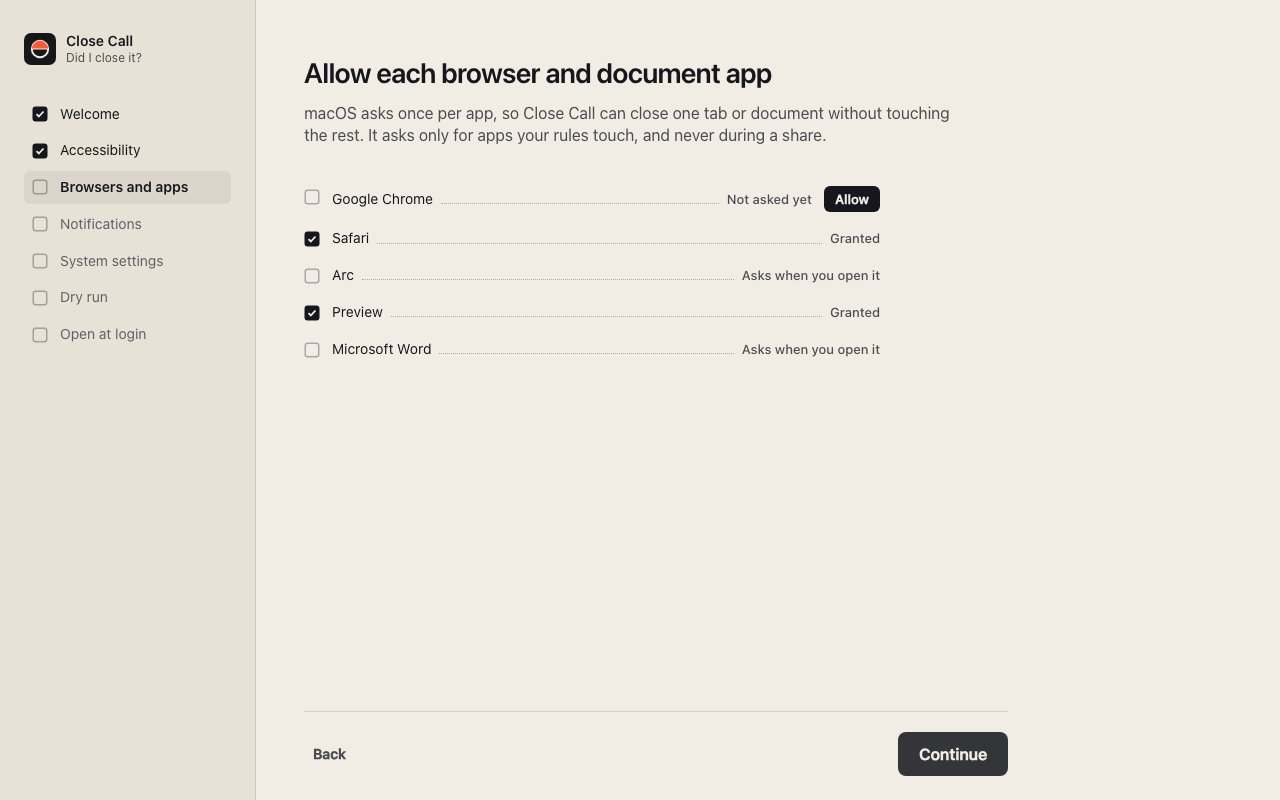 Close Call
Did I close it?
Welcome
Accessibility
Browsers and apps
Notifications
System settings
Dry run
Open at login
Allow each browser and document app
macOS asks once per app, so Close Call can close one tab or document without touching
the rest. It asks only for apps your rules touch, and never during a share.
Google Chrome Not asked yet Allow
Safari Granted
Arc Asks when you open it
Preview Granted
Microsoft Word Asks when you open it
Back Continue